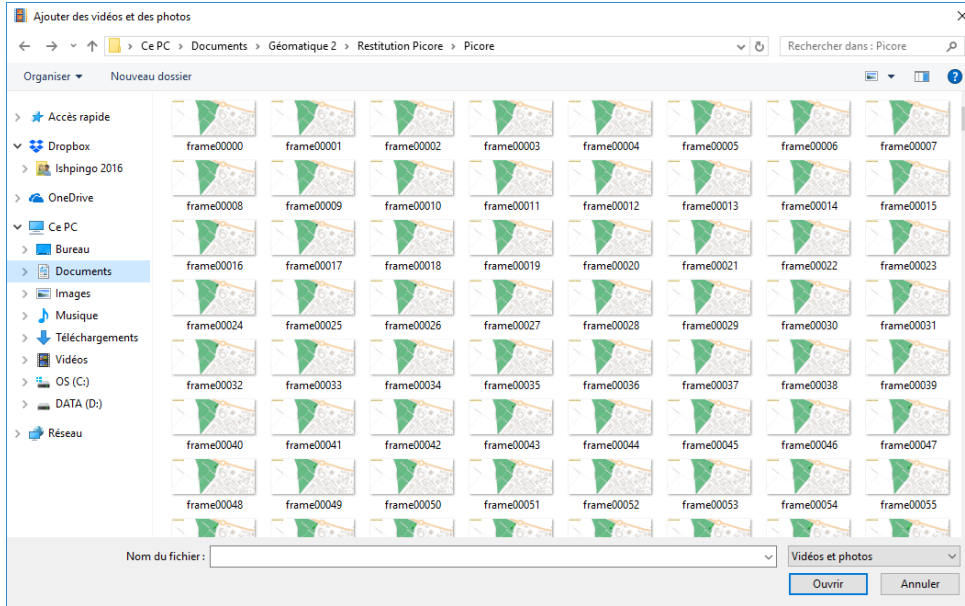 Ajouter des vidéos et des photos
Ce PC > Documents > Géomatique 2 > Restitution Picore > Picore
Rechercher dans : Picore
Organiser Nouveau dossier
Accès rapide
Dropbox
Ishpingo 2016
OneDrive
Ce PC
Bureau
Documents
Images
Musique
Téléchargements
Vidéos
OS (C:)
DATA (D:)
Réseau
frame00000 frame00001 frame00002 frame00003 frame00004 frame00005 frame00006 frame00007
frame00008 frame00009 frame00010 frame00011 frame00012 frame00013 frame00014 frame00015
frame00016 frame00017 frame00018 frame00019 frame00020 frame00021 frame00022 frame00023
frame00024 frame00025 frame00026 frame00027 frame00028 frame00029 frame00030 frame00031
frame00032 frame00033 frame00034 frame00035 frame00036 frame00037 frame00038 frame00039
frame00040 frame00041 frame00042 frame00043 frame00044 frame00045 frame00046 frame00047
frame00048 frame00049 frame00050 frame00051 frame00052 frame00053 frame00054 frame00055
Nom du fichier :
Vidéos et photos
Ouvrir Annuler